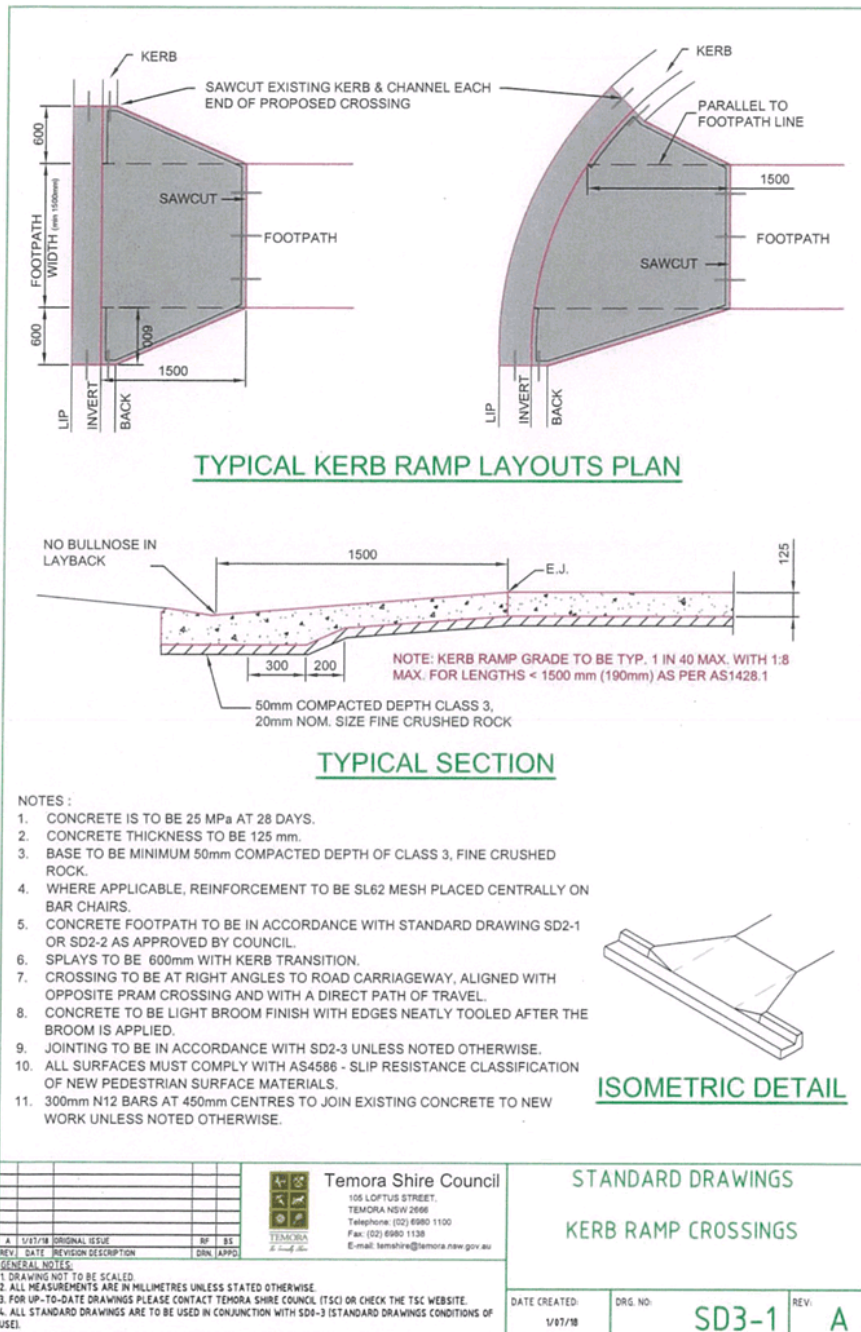 KERB
SAWCUT EXISTING KERB & CHANNEL EACH
END OF PROPOSED CROSSING
600
FOOTPATH
WIDTH (min 1500mm)
600
SAWCUT
FOOTPATH
600
1500
LIP
INVERT
BACK
KERB
PARALLEL TO
FOOTPATH LINE
1500
FOOTPATH
SAWCUT
LIP
INVERT
BACK
TYPICAL KERB RAMP LAYOUTS PLAN
NO BULLNOSE IN
LAYBACK
1500
E.J.
125
300
200
NOTE: KERB RAMP GRADE TO BE TYP. 1 IN 40 MAX. WITH 1:8
MAX. FOR LENGTHS < 1500 mm (190mm) AS PER AS1428.1
50mm COMPACTED DEPTH CLASS 3,
20mm NOM. SIZE FINE CRUSHED ROCK
TYPICAL SECTION
NOTES :
1. CONCRETE IS TO BE 25 MPa AT 28 DAYS.
2. CONCRETE THICKNESS TO BE 125 mm.
3. BASE TO BE MINIMUM 50mm COMPACTED DEPTH OF CLASS 3, FINE CRUSHED
ROCK.
4. WHERE APPLICABLE, REINFORCEMENT TO BE SL62 MESH PLACED CENTRALLY ON
BAR CHAIRS.
5. CONCRETE FOOTPATH TO BE IN ACCORDANCE WITH STANDARD DRAWING SD2-1
OR SD2-2 AS APPROVED BY COUNCIL.
6. SPLAYS TO BE 600mm WITH KERB TRANSITION.
7. CROSSING TO BE AT RIGHT ANGLES TO ROAD CARRIAGEWAY, ALIGNED WITH
OPPOSITE PRAM CROSSING AND WITH A DIRECT PATH OF TRAVEL.
8. CONCRETE TO BE LIGHT BROOM FINISH WITH EDGES NEATLY TOOLED AFTER THE
BROOM IS APPLIED.
9. JOINTING TO BE IN ACCORDANCE WITH SD2-3 UNLESS NOTED OTHERWISE.
10. ALL SURFACES MUST COMPLY WITH AS4586 - SLIP RESISTANCE CLASSIFICATION
OF NEW PEDESTRIAN SURFACE MATERIALS.
11. 300mm N12 BARS AT 450mm CENTRES TO JOIN EXISTING CONCRETE TO NEW
WORK UNLESS NOTED OTHERWISE.
ISOMETRIC DETAIL
A 1/07/18 ORIGINAL ISSUE RF BS
REV. DATE REVISION DESCRIPTION DRN. APPD.
TEMORA
the friendly shire
Temora Shire Council
105 LOFTUS STREET,
TEMORA NSW 2666
Telephone: (02) 6980 1100
Fax: (02) 6980 1138
E-mail: temshire@temora.nsw.gov.au
GENERAL NOTES:
1. DRAWING NOT TO BE SCALED.
2. ALL MEASUREMENTS ARE IN MILLIMETRES UNLESS STATED OTHERWISE.
3. FOR UP-TO-DATE DRAWINGS PLEASE CONTACT TEMORA SHIRE COUNCIL (TSC) OR CHECK THE TSC WEBSITE.
4. ALL STANDARD DRAWINGS ARE TO BE USED IN CONJUNCTION WITH SD0-3 (STANDARD DRAWINGS CONDITIONS OF
USE).
STANDARD DRAWINGS
KERB RAMP CROSSINGS
DATE CREATED:
1/07/18
DRG. NO:
SD3-1
REV:
A